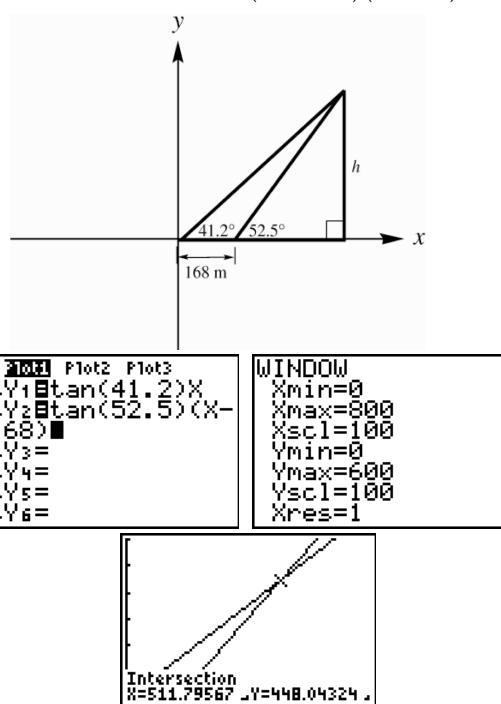 y
h
41.2° 52.5°
x
168 m
Plot1 Plot2 Plot3
Y1=tan(41.2)X
Y2=tan(52.5)(X-
68)
Y3=
Y4=
Y5=
Y6=
WINDOW
Xmin=0
Xmax=800
Xscl=100
Ymin=0
Ymax=600
Yscl=100
Xres=1
Intersection
X=511.79567 Y=448.04324